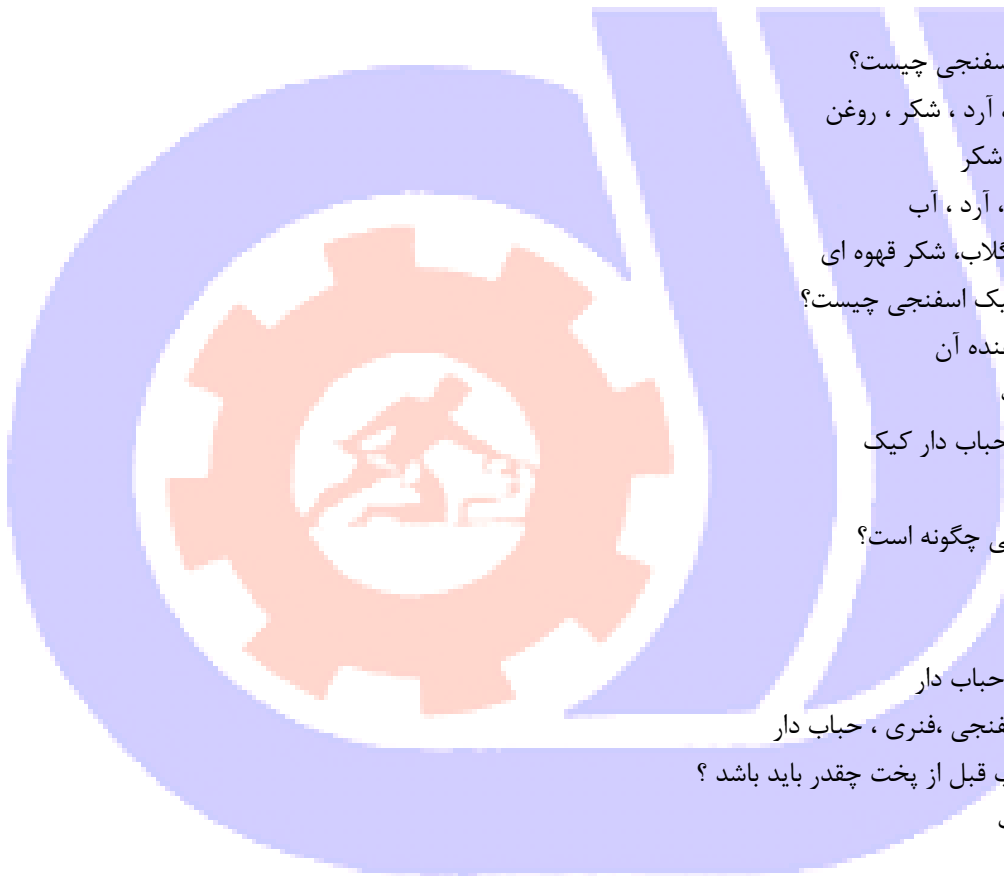 سفنجی چیست؟
، آرد ، شکر ، روغن
شکر
، آرد ، آب
گلاب، شکر قهوه ای
یک اسفنجی چیست؟
نده آن
حباب دار کیک
ی چگونه است؟
حباب دار
فنجی ،فنری ، حباب دار
قبل از پخت چقدر باید باشد ؟